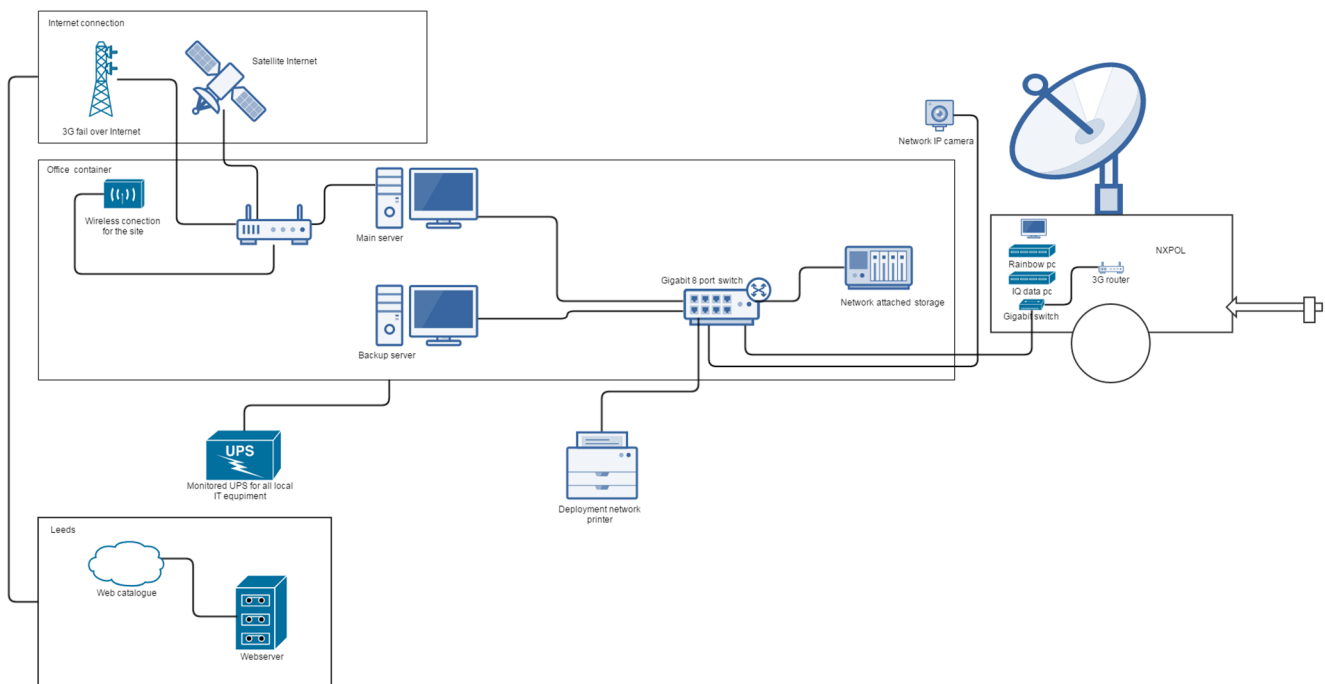 Internet connection
Satellite Internet
3G fail over Internet
Network IP camera
Office container
Wireless conection
for the site
Main server
Gigabit 8 port switch
Network attached storage
Backup server
NXPOL
Rainbow pc
IQ data pc
3G router
Gigabit switch
UPS
Monitored UPS for all local
IT equpiment
Deployment network
printer
Leeds
Web catalogue
Webserver